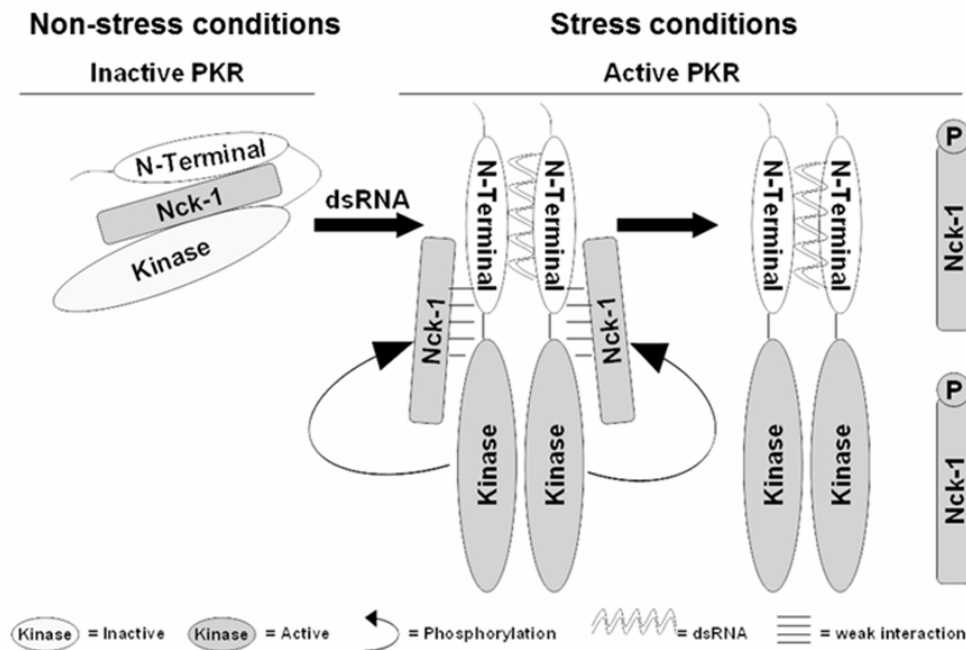 Non-stress conditions
Stress conditions
Inactive PKR
Active PKR
N-Terminal
Nck-1
Kinase
dsRNA
N-Terminal
N-Terminal
Nck-1
Nck-1
Kinase
Kinase
N-Terminal
N-Terminal
Kinase
Kinase
P
Nck-1
P
Nck-1
Kinase = Inactive
Kinase = Active
= Phosphorylation
= dsRNA
= weak interaction